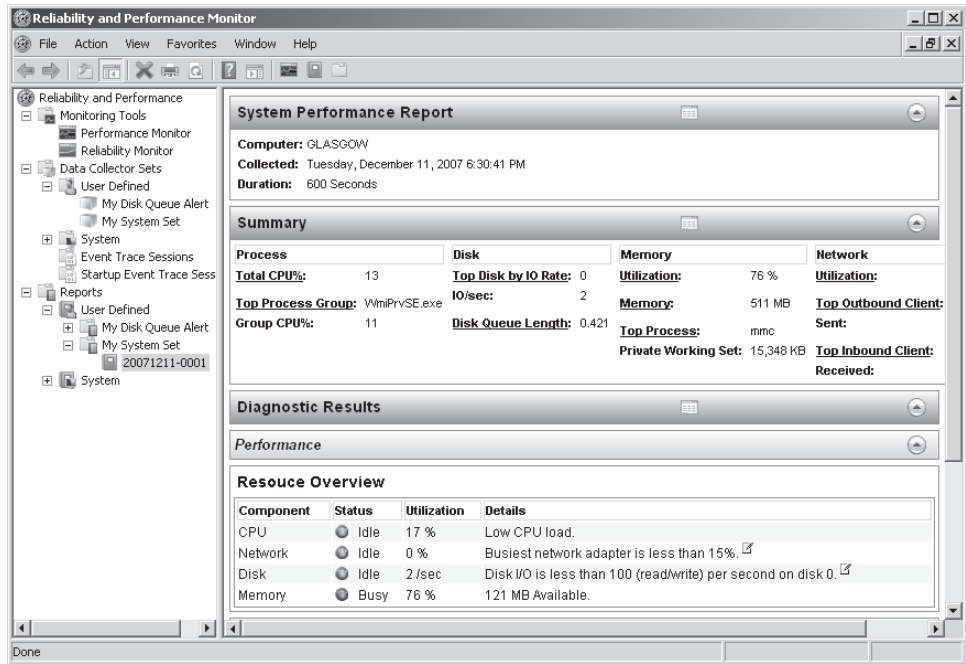 Reliability and Performance Monitor
File Action View Favorites Window Help
Reliability and Performance
Monitoring Tools
Performance Monitor
Reliability Monitor
Data Collector Sets
User Defined
My Disk Queue Alert
My System Set
System
Event Trace Sessions
Startup Event Trace Sess
Reports
User Defined
My Disk Queue Alert
My System Set
20071211-0001
System
System Performance Report
Computer: GLASGOW
Collected: Tuesday, December 11, 2007 6:30:41 PM
Duration: 600 Seconds
Summary
Process Disk Memory Network
Total CPU%: 13 Top Disk by IO Rate: 0 Utilization: 76 % Utilization:
Top Process Group: WmiPrvSE.exe IO/sec: 2 Memory: 511 MB Top Outbound Client:
Group CPU%: 11 Disk Queue Length: 0.421 Top Process: mmc Sent:
Private Working Set: 15,348 KB Top Inbound Client:
Received:
Diagnostic Results
Performance
Resouce Overview
Component Status Utilization Details
CPU Idle 17 % Low CPU load.
Network Idle 0 % Busiest network adapter is less than 15%.
Disk Idle 2 /sec Disk I/O is less than 100 (read/write) per second on disk 0.
Memory Busy 76 % 121 MB Available.
Done